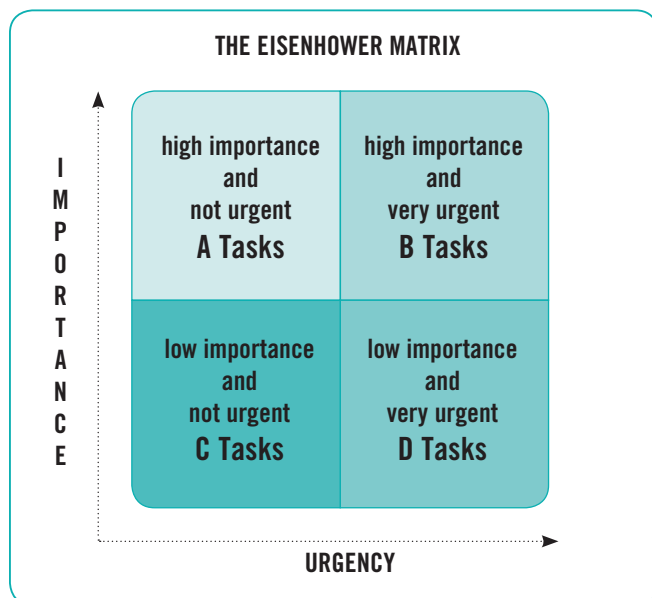 THE EISENHOWER MATRIX
IMPORTANCE
high importance
and
not urgent
A Tasks
high importance
and
very urgent
B Tasks
low importance
and
not urgent
C Tasks
low importance
and
very urgent
D Tasks
URGENCY